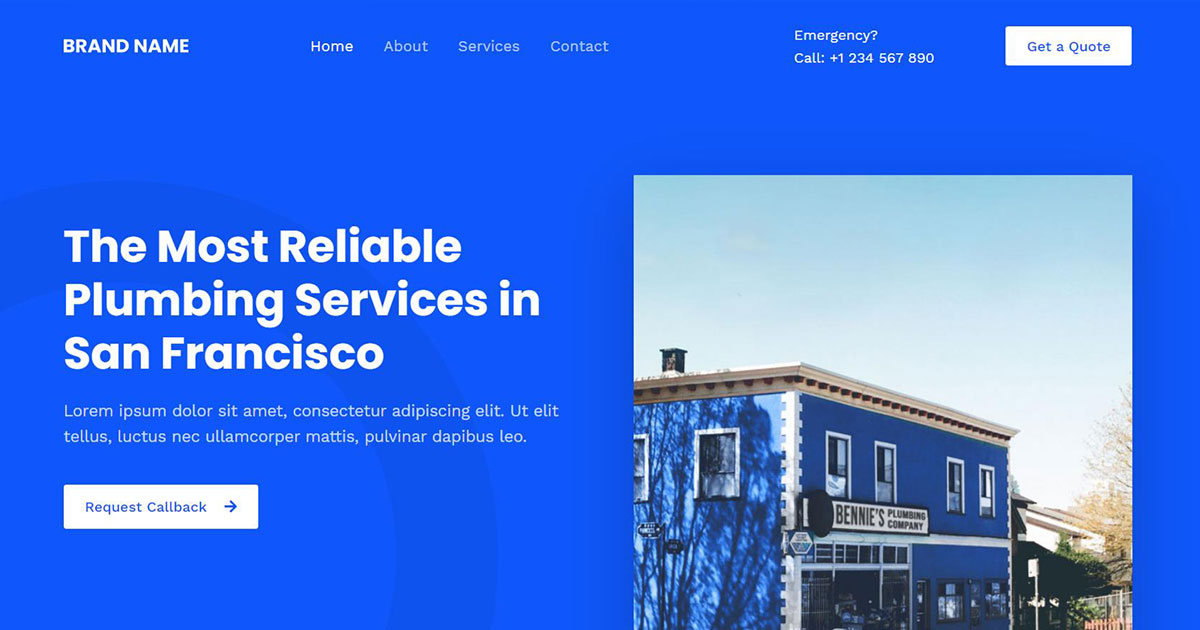 BRAND NAME
Home About Services Contact
Emergency?
Call: +1 234 567 890
Get a Quote
The Most Reliable
Plumbing Services in
San Francisco
Lorem ipsum dolor sit amet, consectetur adipiscing elit. Ut elit
tellus, luctus nec ullamcorper mattis, pulvinar dapibus leo.
Request Callback
BENNIE'S PLUMBING
COMPANY